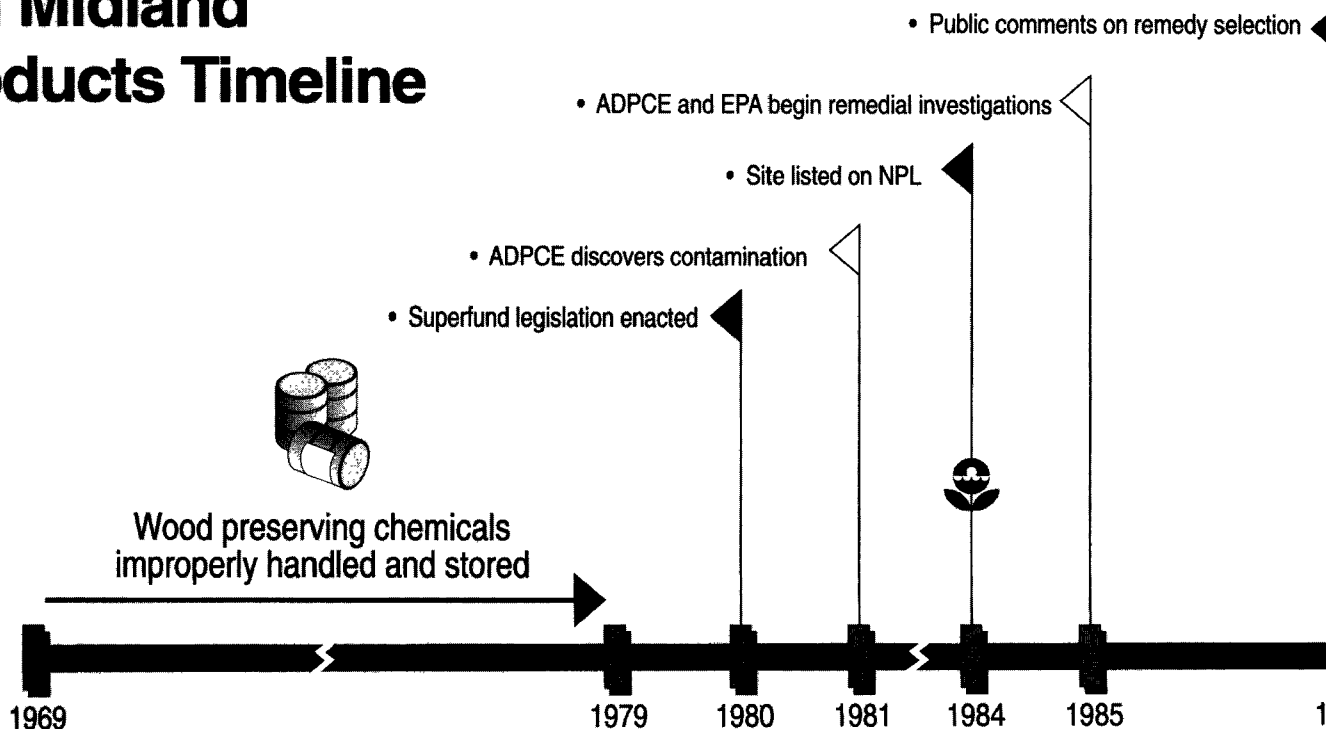 Midland
ducts Timeline
• Public comments on remedy selection
• ADPCE and EPA begin remedial investigations
• Site listed on NPL
• ADPCE discovers contamination
• Superfund legislation enacted
Wood preserving chemicals
improperly handled and stored
1969
1979
1980
1981
1984
1985